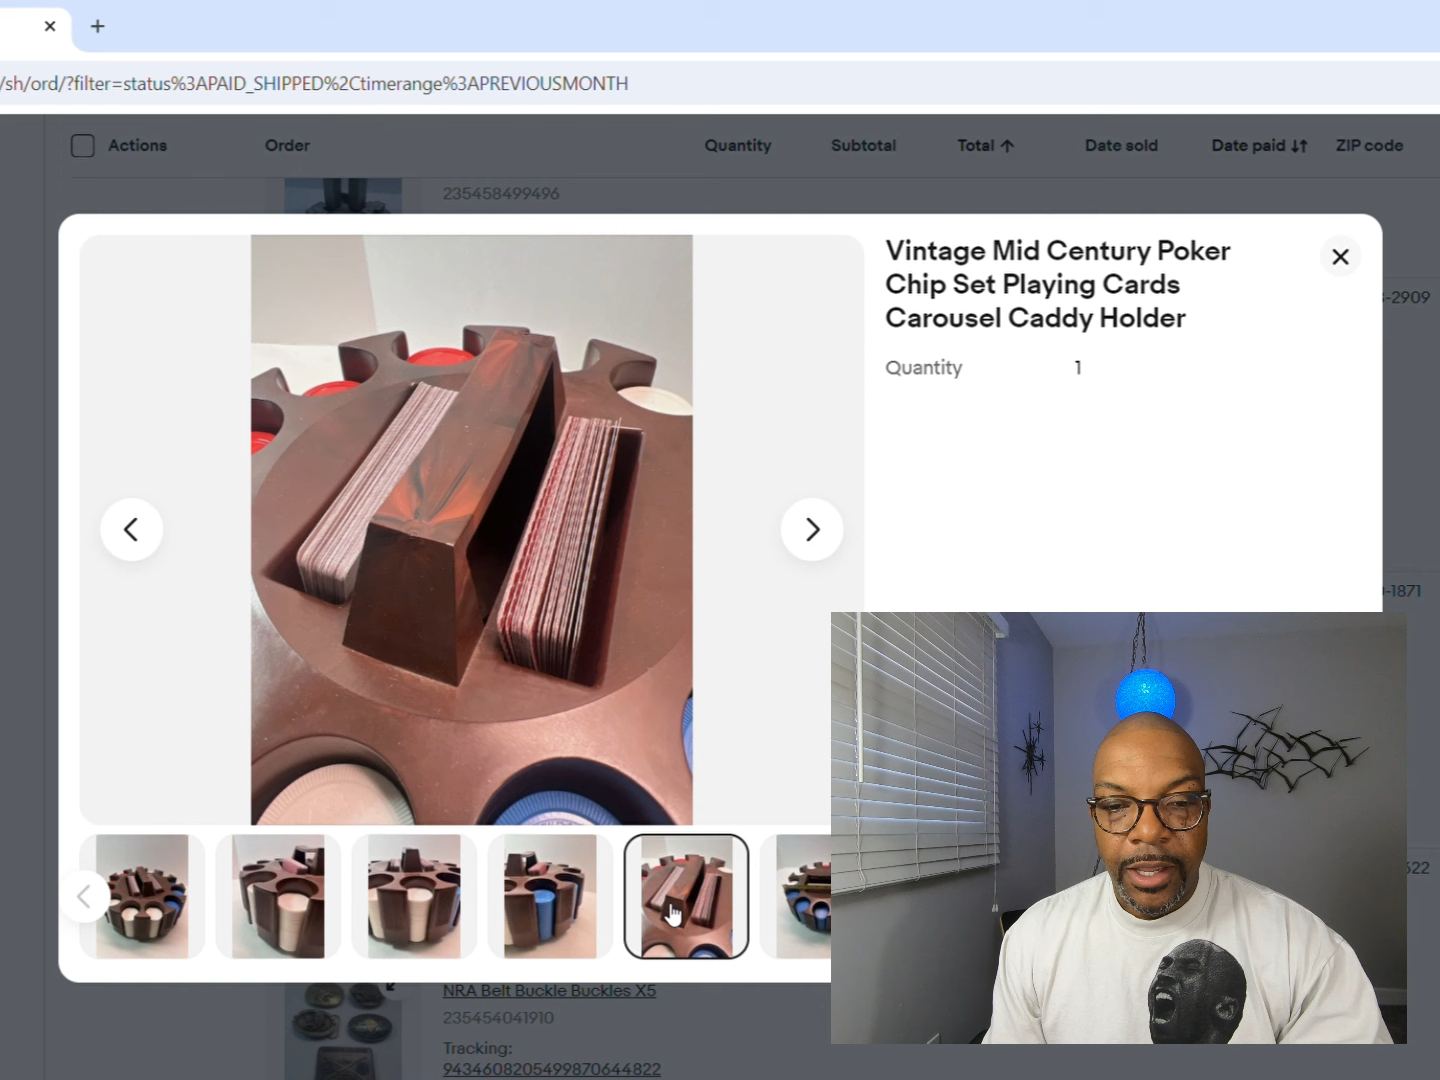 /sh/ord/?filter=status%3APAID_SHIPPED%2Ctimerange%3APREVIOUSMONTH
Actions Order Quantity Subtotal Total Date sold Date paid ZIP code
235458499496
Vintage Mid Century Poker
Chip Set Playing Cards
Carousel Caddy Holder
-2909
Quantity 1
-1871
622
NRA Belt Buckle Buckles X5
235454041910
Tracking:
9434608205499870644822